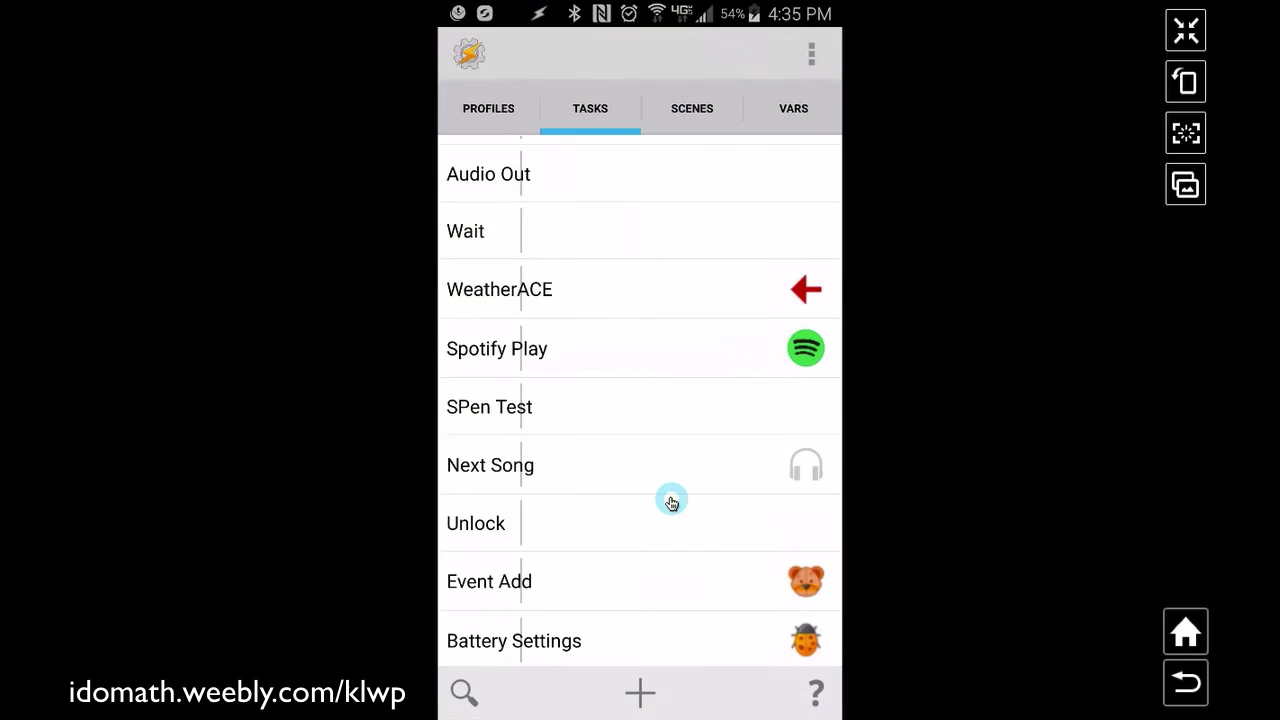 4G 54% 4:35 PM
PROFILES TASKS SCENES VARS
Audio Out
Wait
WeatherACE
Spotify Play
SPen Test
Next Song
Unlock
Event Add
Battery Settings
?
idomath.weebly.com/klwp